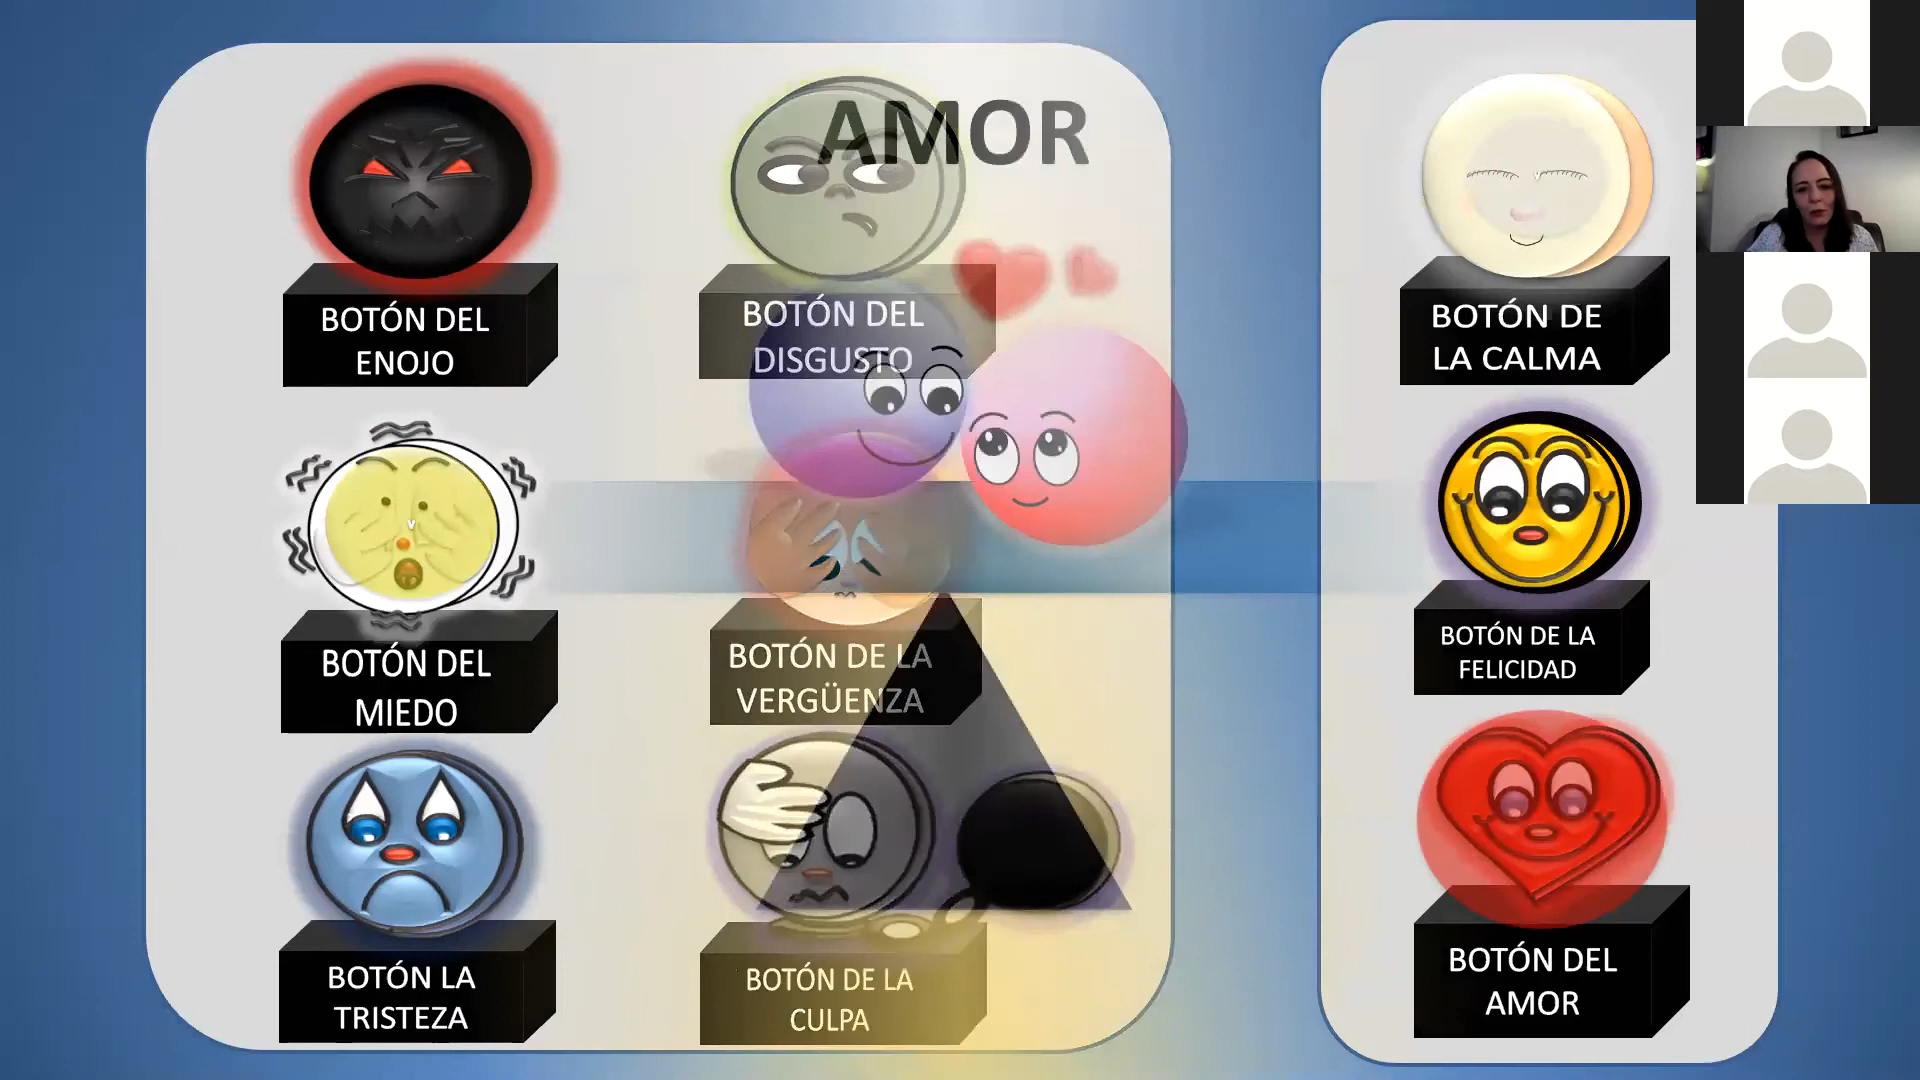 AMOR
BOTÓN DEL
ENOJO
BOTÓN DEL
DISGUSTO
BOTÓN DE
LA CALMA
BOTÓN DEL
MIEDO
BOTÓN DE LA
VERGÜENZA
BOTÓN DE LA
FELICIDAD
BOTÓN LA
TRISTEZA
BOTÓN DE LA
CULPA
BOTÓN DEL
AMOR